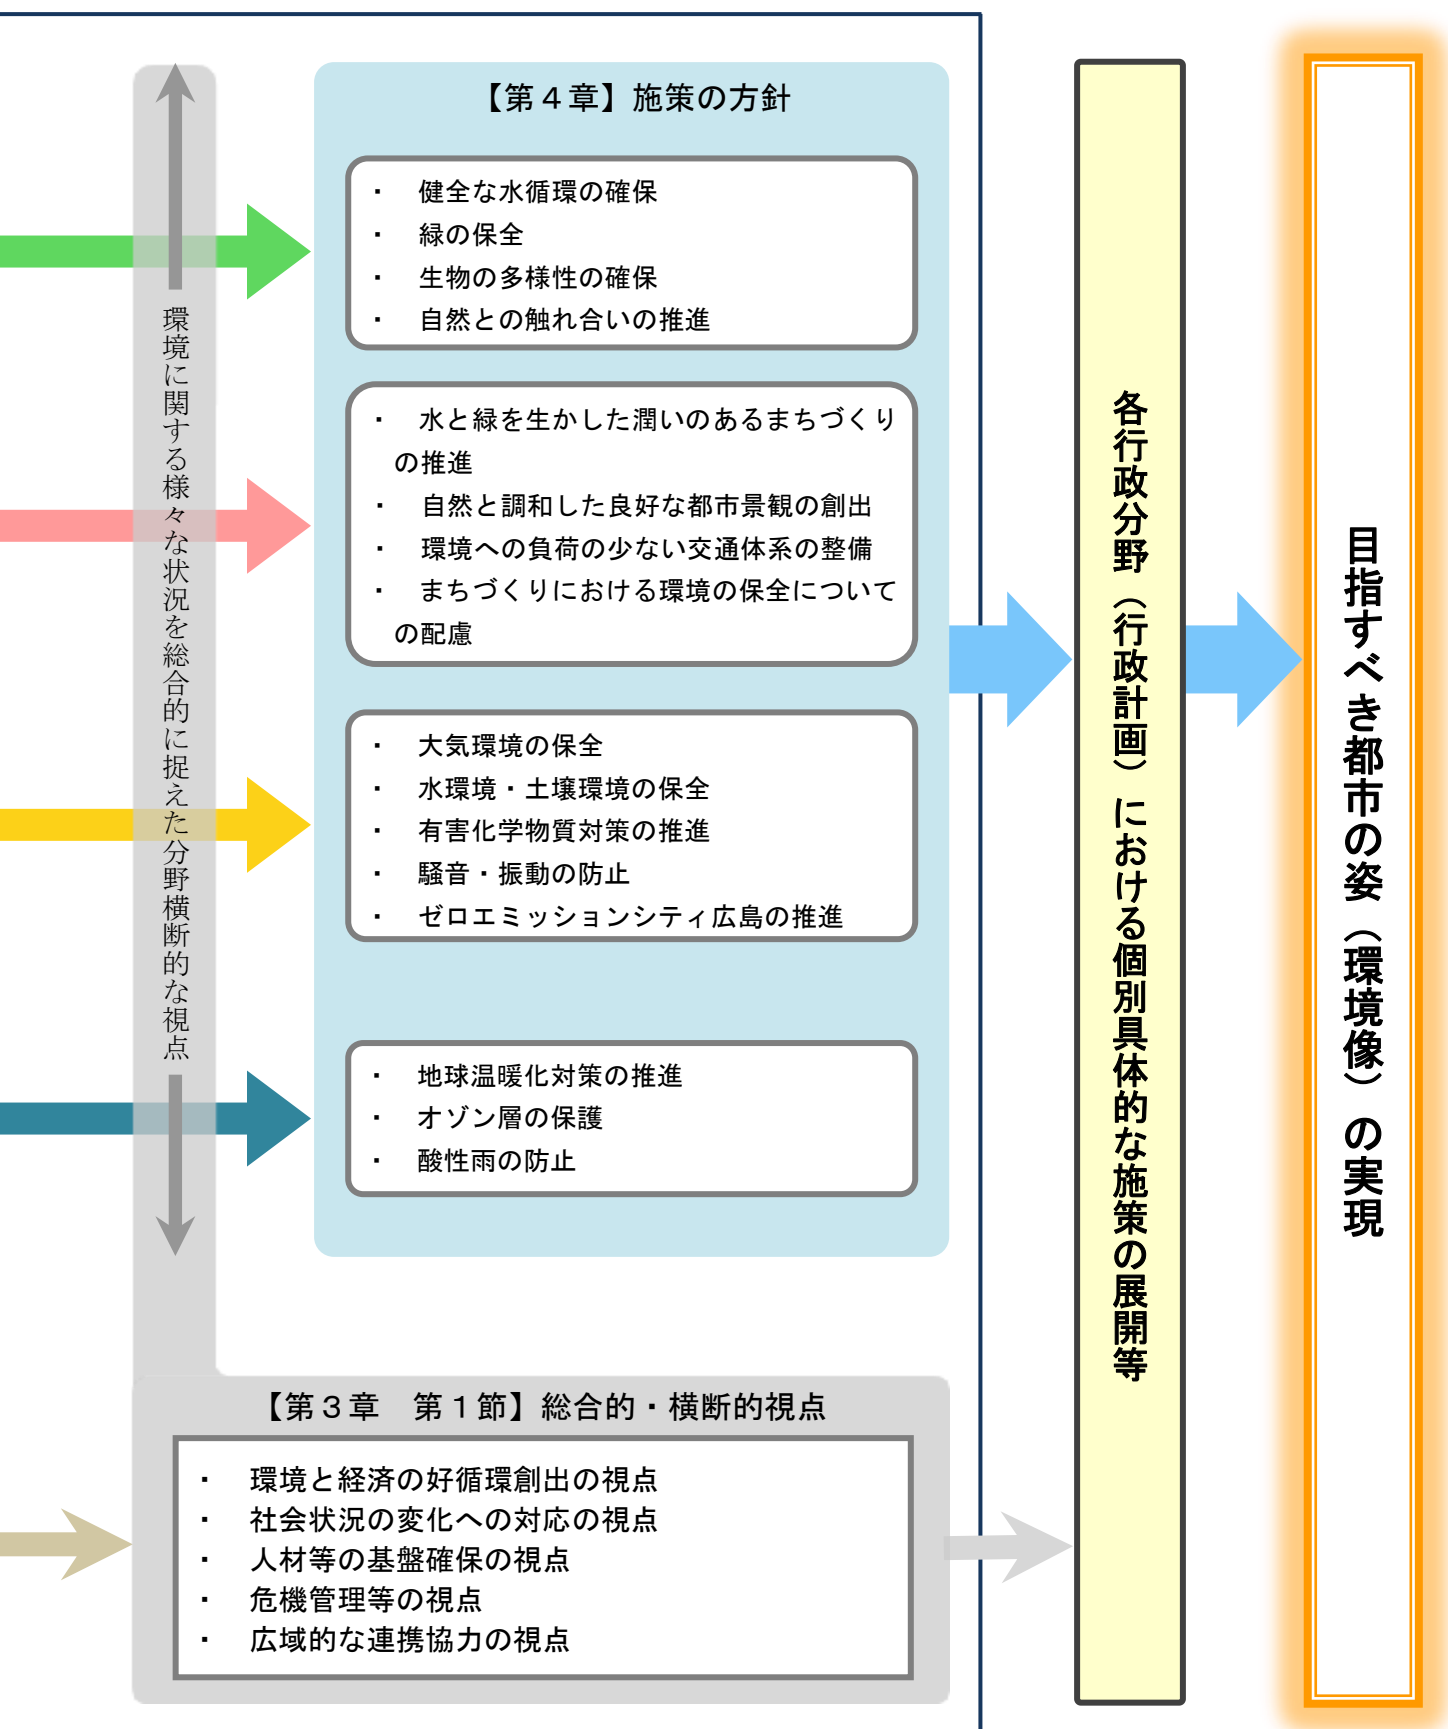 環境に関する様々な状況を総合的に捉えた分野横断的な視点
【第４章】施策の方針
・　健全な水循環の確保
・　緑の保全
・　生物の多様性の確保
・　自然との触れ合いの推進
・　水と緑を生かした潤いのあるまちづくり
の推進
・　自然と調和した良好な都市景観の創出
・　環境への負荷の少ない交通体系の整備
・　まちづくりにおける環境の保全について
の配慮
・　大気環境の保全
・　水環境・土壌環境の保全
・　有害化学物質対策の推進
・　騒音・振動の防止
・　ゼロエミッションシティ広島の推進
・　地球温暖化対策の推進
・　オゾン層の保護
・　酸性雨の防止
【第３章　第１節】総合的・横断的視点
・　環境と経済の好循環創出の視点
・　社会状況の変化への対応の視点
・　人材等の基盤確保の視点
・　危機管理等の視点
・　広域的な連携協力の視点
各行政分野（行政計画）における個別具体的な施策の展開等
目指すべき都市の姿（環境像）の実現